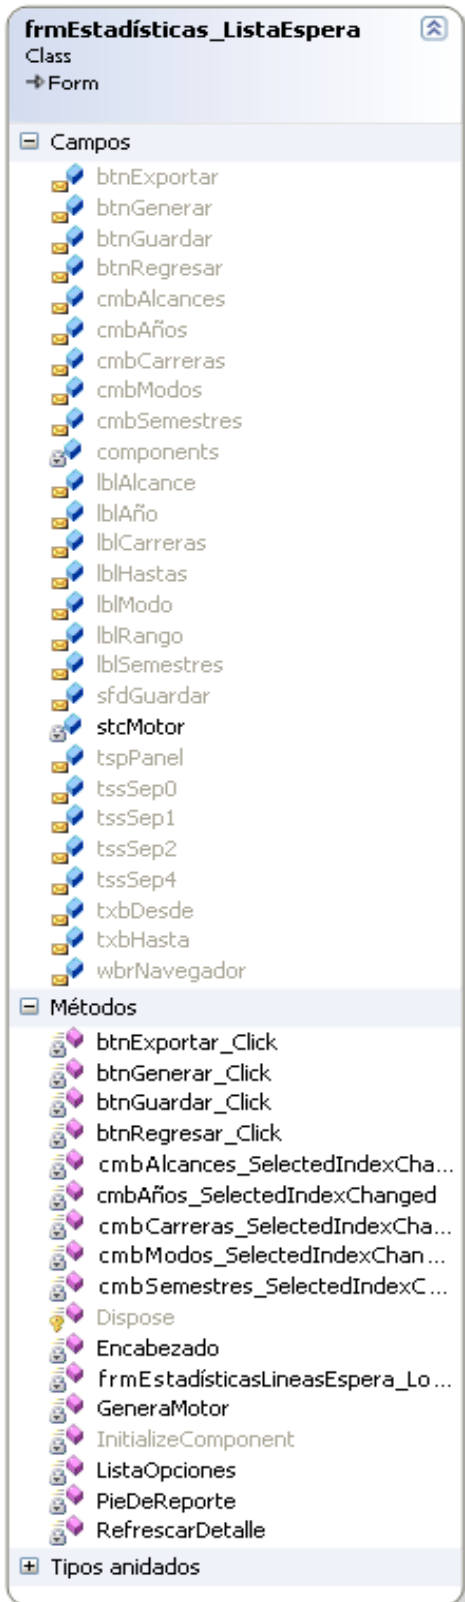 frmEstadísticas_ListaEspera
Class
Form
Campos
btnExportar
btnGenerar
btnGuardar
btnRegresar
cmbAlcances
cmbAños
cmbCarreras
cmbModos
cmbSemestres
components
lblAlcance
lblAño
lblCarreras
lblHastas
lblModo
lblRango
lblSemestres
sfdGuardar
stcMotor
tspPanel
tssSep0
tssSep1
tssSep2
tssSep4
txbDesde
txbHasta
wbrNavegador
Métodos
btnExportar_Click
btnGenerar_Click
btnGuardar_Click
btnRegresar_Click
cmbAlcances_SelectedIndexCha...
cmbAños_SelectedIndexChanged
cmbCarreras_SelectedIndexCha...
cmbModos_SelectedIndexChan...
cmbSemestres_SelectedIndexC...
Dispose
Encabezado
frmEstadísticasLineasEspera_Lo...
GeneraMotor
InitializeComponent
ListaOpciones
PieDeReporte
RefrescarDetalle
Tipos anidados